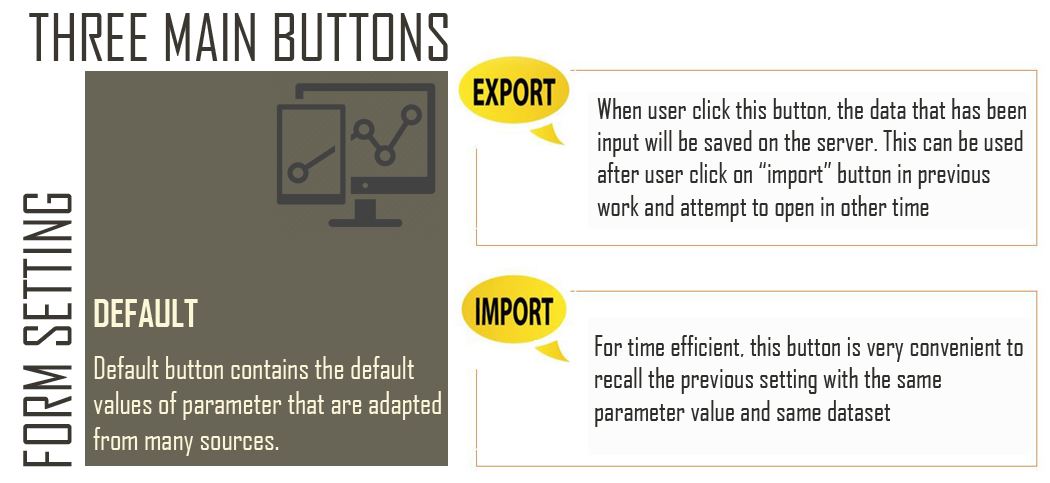 THREE MAIN BUTTONS
FORM SETTING
DEFAULT
Default button contains the default
values of parameter that are adapted
from many sources.
EXPORT
When user click this button, the data that has been
input will be saved on the server. This can be used
after user click on “import” button in previous
work and attempt to open in other time
IMPORT
For time efficient, this button is very convenient to
recall the previous setting with the same
parameter value and same dataset